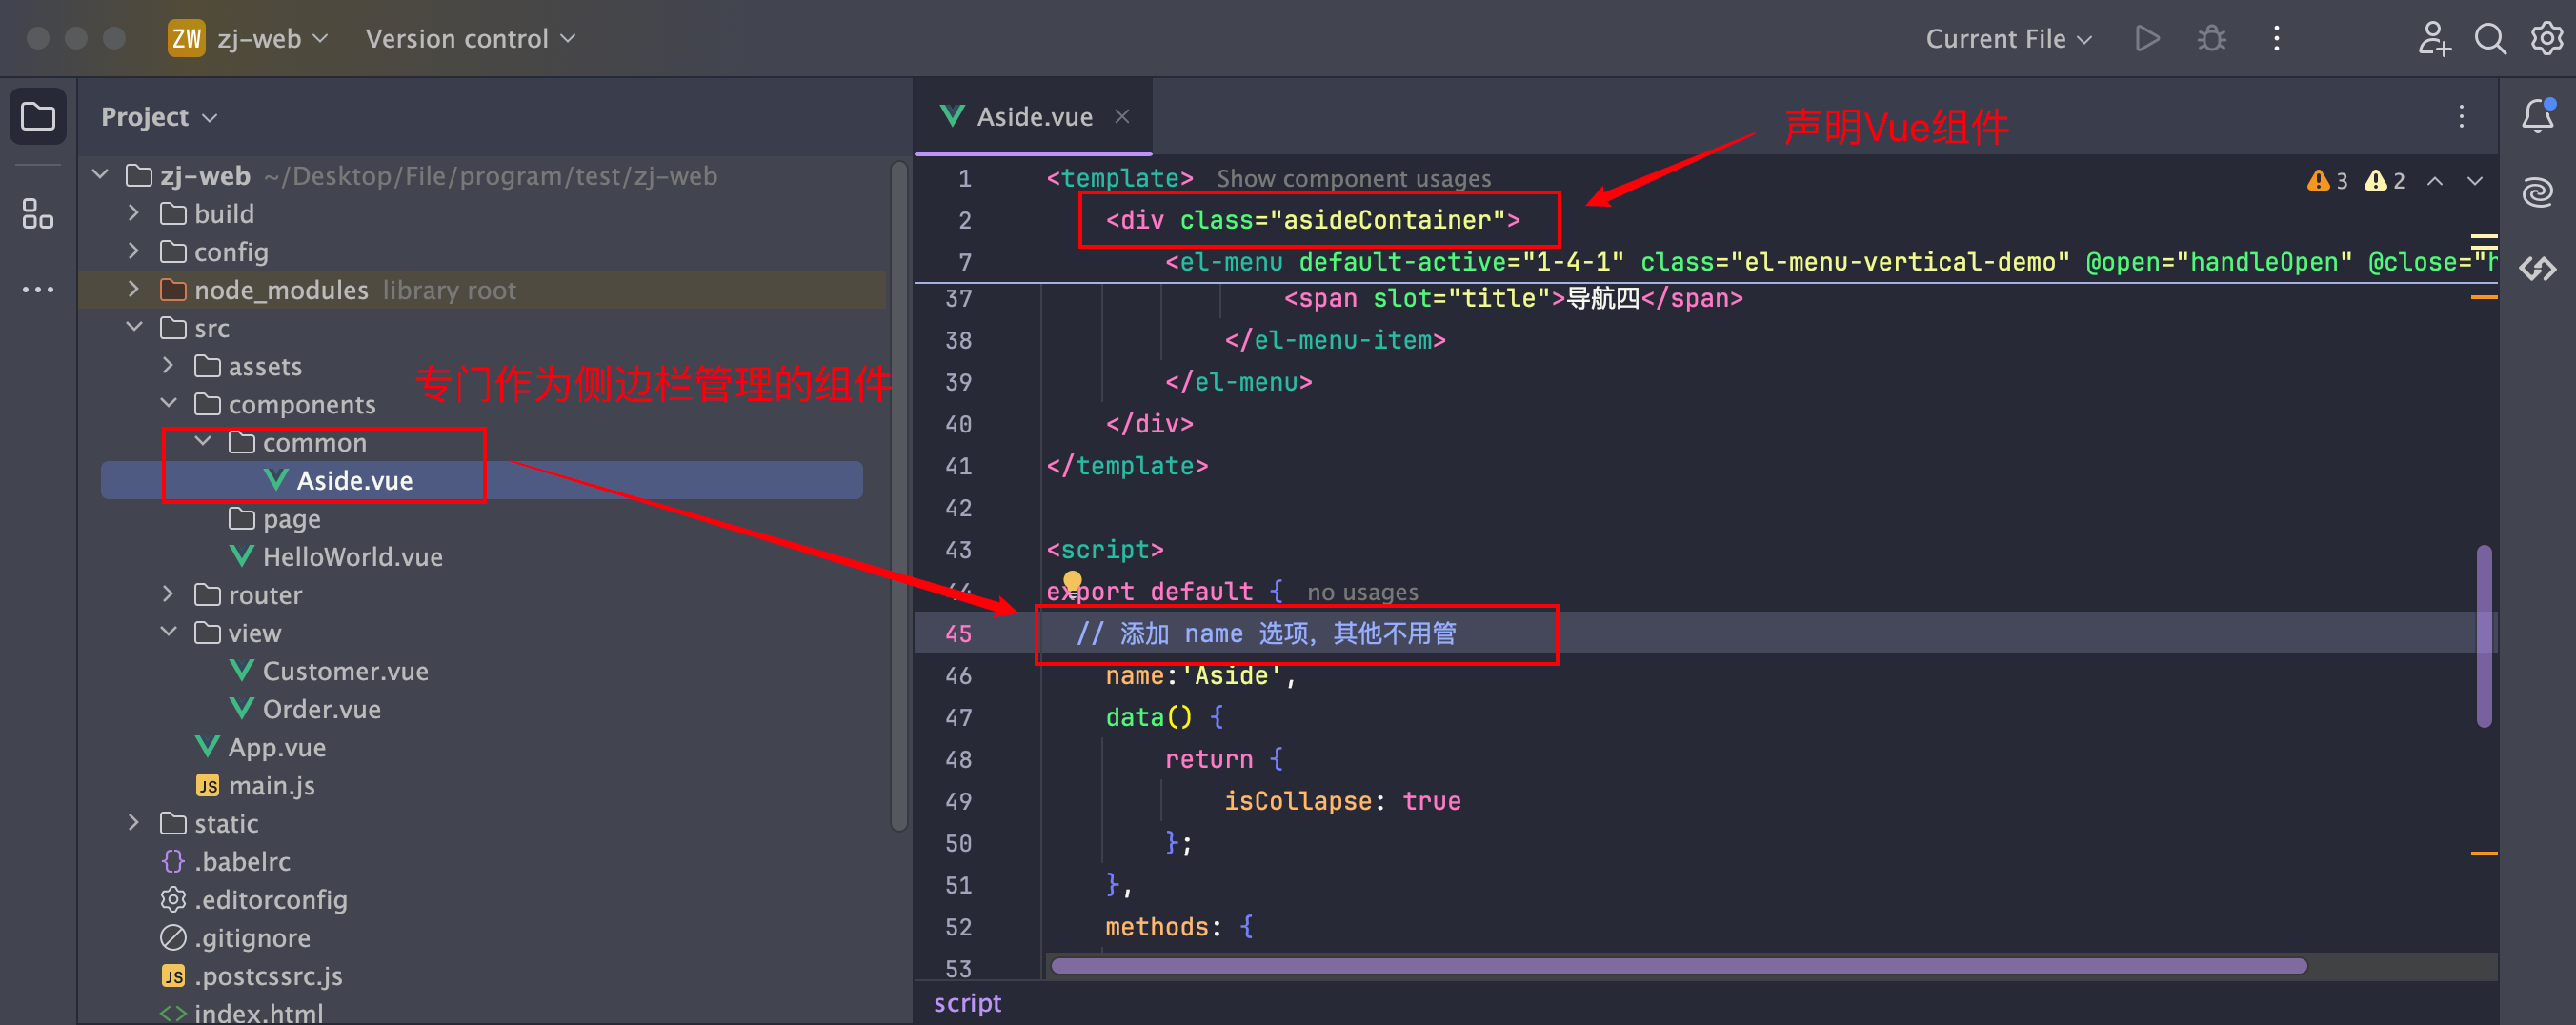 ZW zj-web Version control Current File
Project
zj-web ~/Desktop/File/program/test/zj-web
build
config
node_modules library root
src
assets
专门作为侧边栏管理的组件
components
common
Aside.vue
page
HelloWorld.vue
router
view
Customer.vue
Order.vue
App.vue
JS main.js
static
{} .babelrc
.editorconfig
.gitignore
JS .postcssrc.js
<> index.html
Aside.vue
声明Vue组件
3 2
1 <template> Show component usages
2 <div class="asideContainer">
7 <el-menu default-active="1-4-1" class="el-menu-vertical-demo" @open="handleOpen" @close="h
37 <span slot="title">导航四</span>
38 </el-menu-item>
39 </el-menu>
40 </div>
41 </template>
42
43 <script>
44 export default { no usages
45 // 添加 name 选项，其他不用管
46 name:'Aside',
47 data() {
48 return {
49 isCollapse: true
50 };
51 },
52 methods: {
53
script